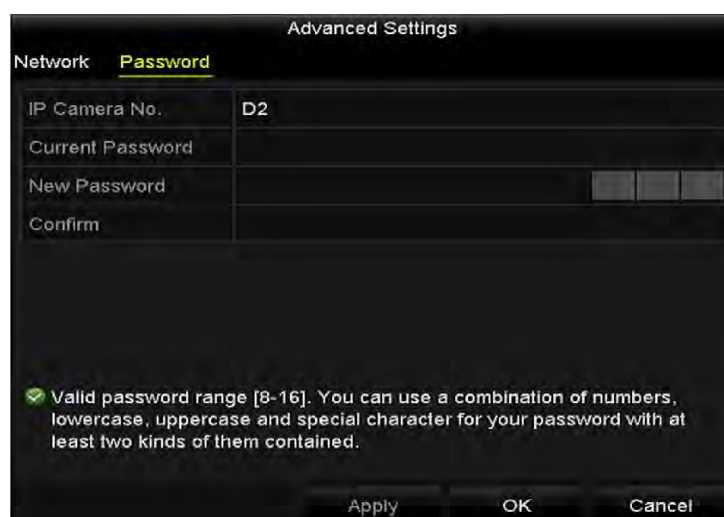 Advanced Settings
Network Password
IP Camera No. D2
Current Password
New Password
Confirm
Valid password range [8-16]. You can use a combination of numbers,
lowercase, uppercase and special character for your password with at
least two kinds of them contained.
Apply OK Cancel